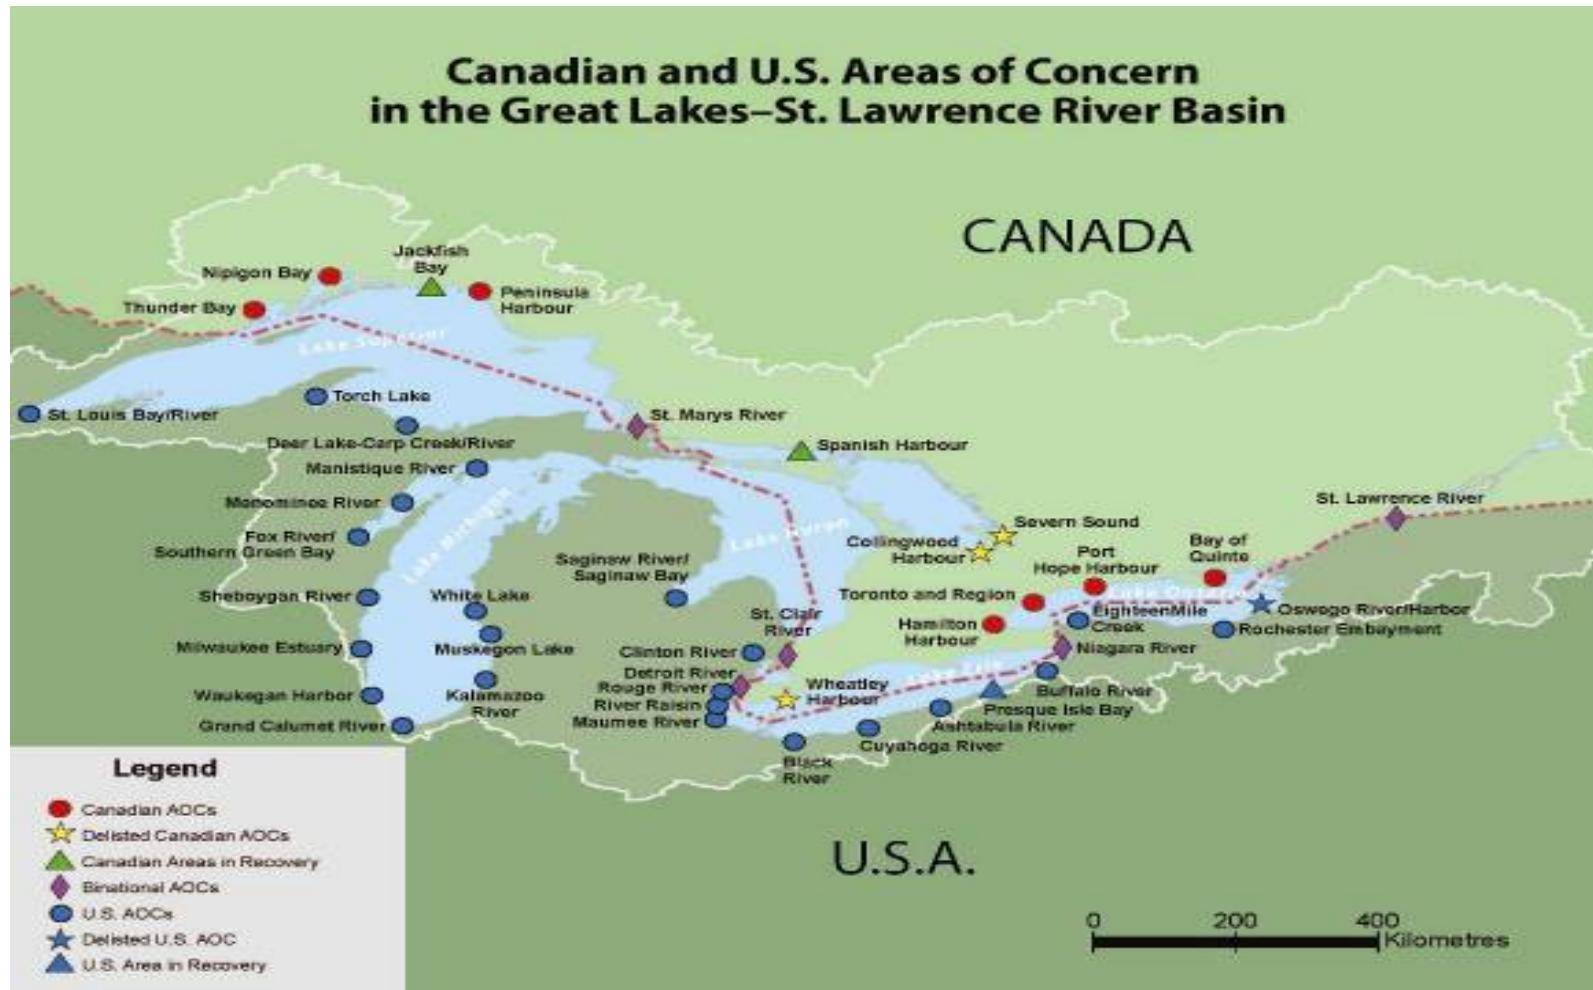 Canadian and U.S. Areas of Concern
in the Great Lakes–St. Lawrence River Basin
CANADA
Jackfish
Bay
Nipigon Bay
Peninsula
Harbour
Thunder Bay
Lake Superior
Torch Lake
St. Louis Bay/River
St. Marys River
Deer Lake-Carp Creek/River
Spanish Harbour
Manistique River
Menominee River
St. Lawrence River
Fox River/
Southern Green Bay
Lake Michigan
Lake Huron
Severn Sound
Collingwood
Harbour
Port
Hope Harbour
Bay of
Quinte
Saginaw River/
Saginaw Bay
Sheboygan River
White Lake
Toronto and Region
Lake Ontario
St. Clair
River
Hamilton
Harbour
EighteenMile
Creek
Oswego River/Harbor
Rochester Embayment
Milwaukee Estuary
Muskegon Lake
Clinton River
Niagara River
Detroit River
Lake Erie
Waukegan Harbor
Kalamazoo
River
Rouge River
Wheatley
Harbour
Buffalo River
River Raisin
Presque Isle Bay
Grand Calumet River
Maumee River
Ashtabula River
Cuyahoga River
Black
River
U.S.A.
Legend
Canadian AOCs
Delisted Canadian AOCs
Canadian Areas in Recovery
Binational AOCs
U.S. AOCs
Delisted U.S. AOC
U.S. Area in Recovery
0 200 400
Kilometres